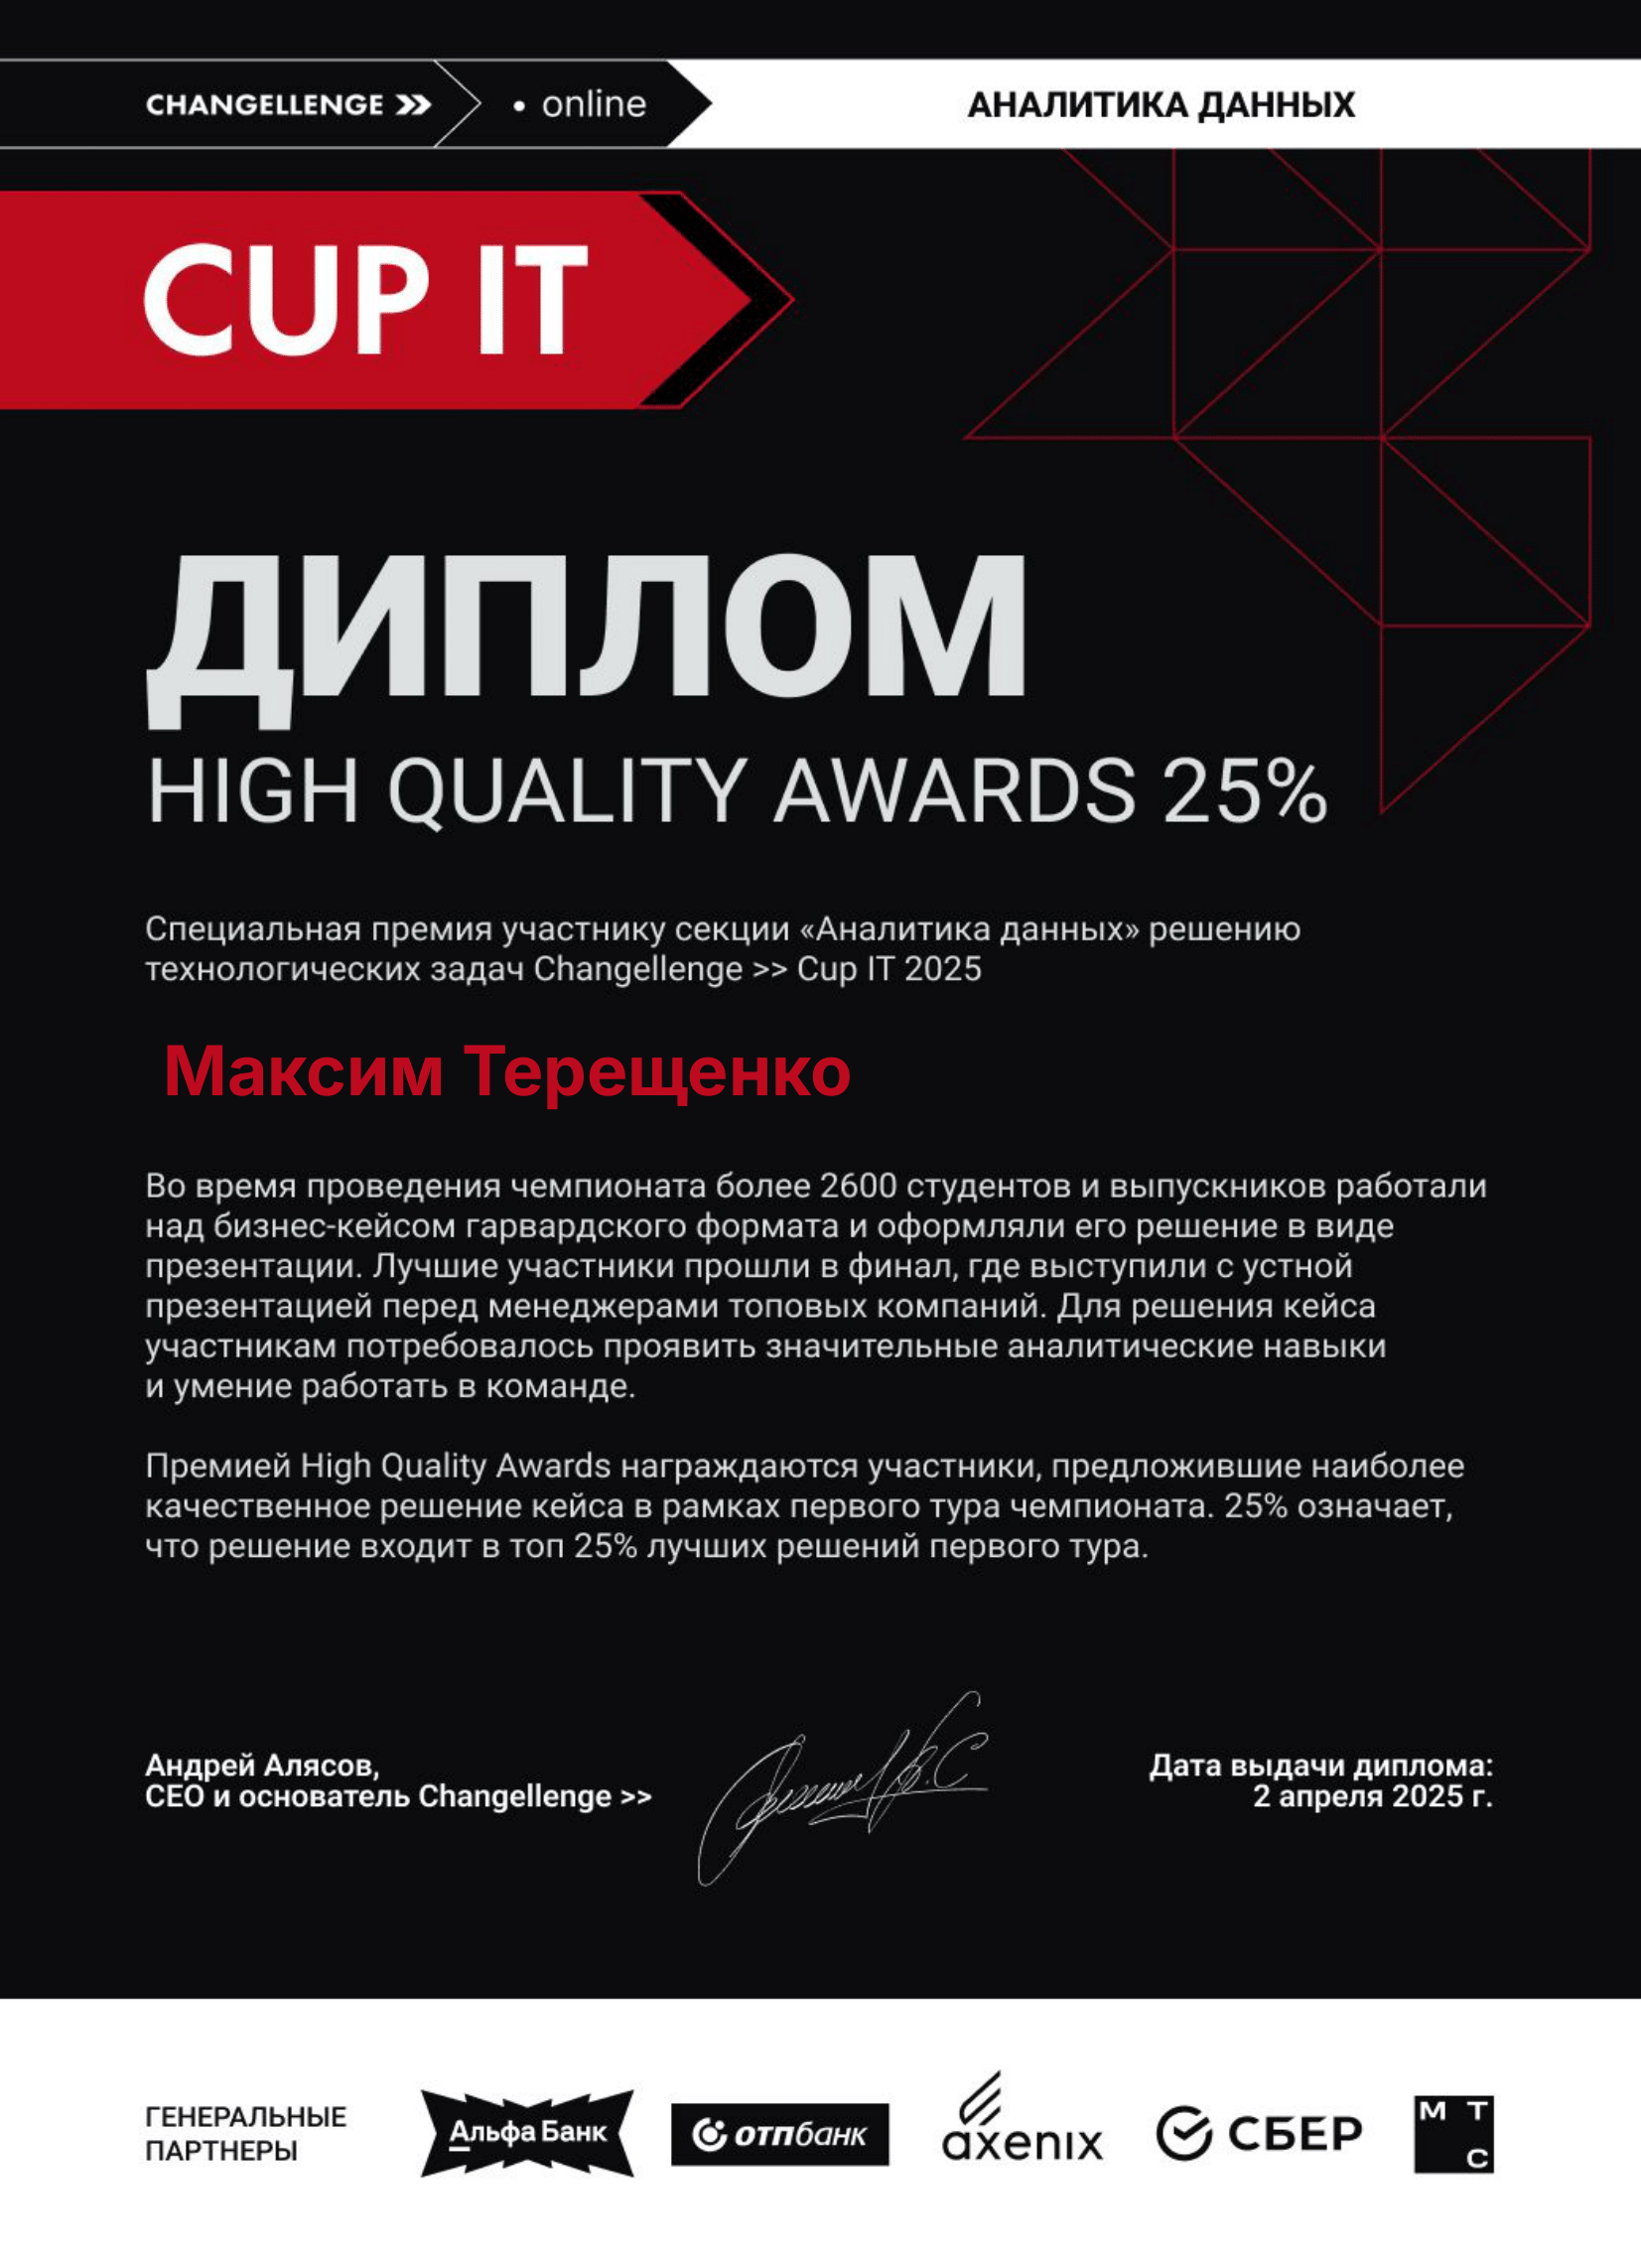 CHANGELLENGE >>
• online
АНАЛИТИКА ДАННЫХ
CUP IT
ДИПЛОМ
HIGH QUALITY AWARDS 25%
Специальная премия участнику секции «Аналитика данных» решению
технологических задач Changellenge >> Cup IT 2025
Максим Терещенко
Во время проведения чемпионата более 2600 студентов и выпускников работали
над бизнес-кейсом гарвардского формата и оформляли его решение в виде
презентации. Лучшие участники прошли в финал, где выступили с устной
презентацией перед менеджерами топовых компаний. Для решения кейса
участникам потребовалось проявить значительные аналитические навыки
и умение работать в команде.
Премией High Quality Awards награждаются участники, предложившие наиболее
качественное решение кейса в рамках первого тура чемпионата. 25% означает,
что решение входит в топ 25% лучших решений первого тура.
Андрей Алясов,
CEO и основатель Changellenge >>
Дата выдачи диплома:
2 апреля 2025 г.
ГЕНЕРАЛЬНЫЕ
ПАРТНЕРЫ
Альфа Банк
отпбанк
axenix
СБЕР
МТС